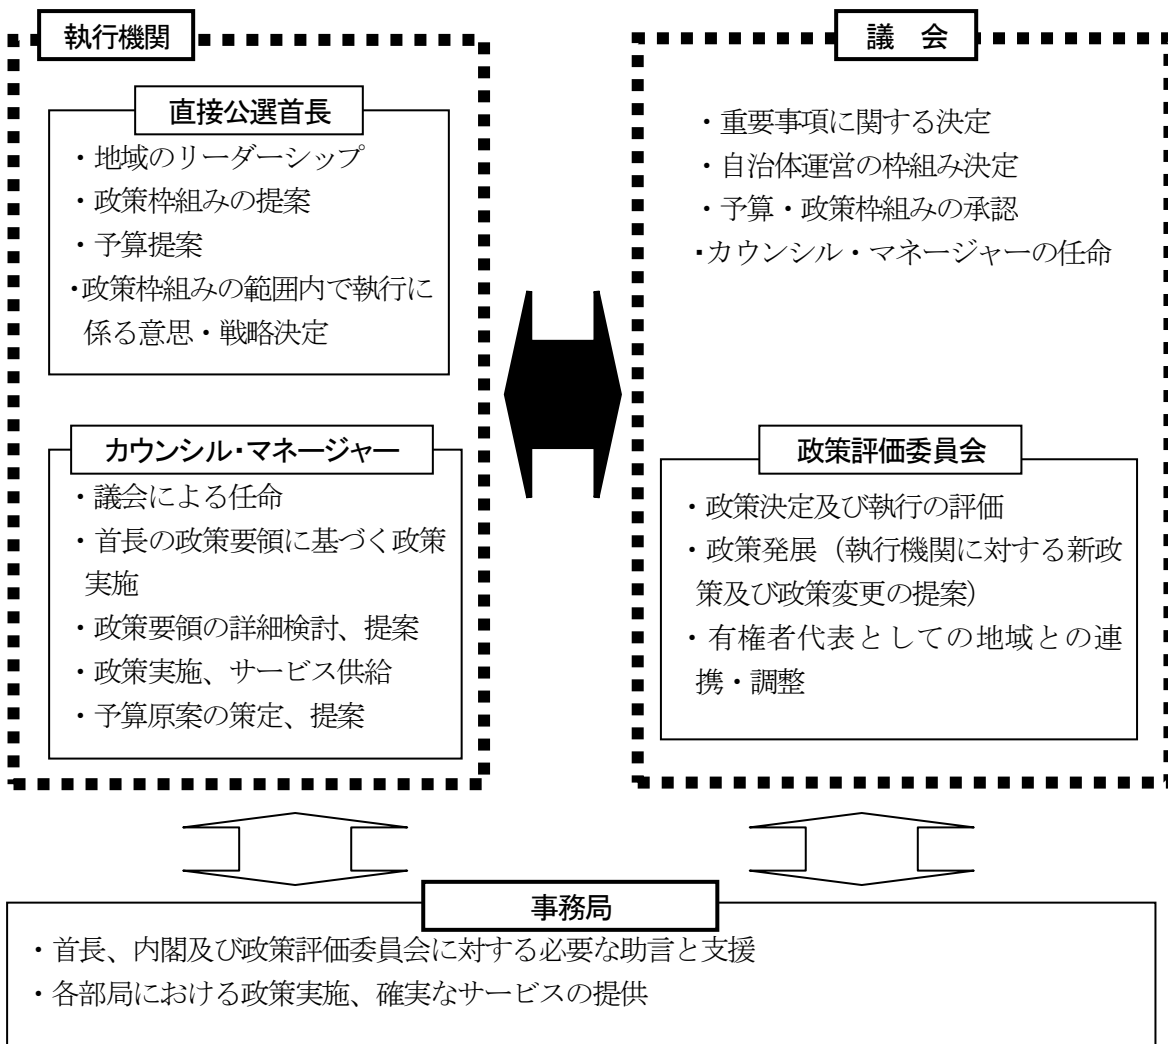 執行機関
直接公選首長
・地域のリーダーシップ
・政策枠組みの提案
・予算提案
・政策枠組みの範囲内で執行に
係る意思・戦略決定
カウンシル・マネージャー
・議会による任命
・首長の政策要領に基づく政策
実施
・政策要領の詳細検討、提案
・政策実施、サービス供給
・予算原案の策定、提案
議 会
・重要事項に関する決定
・自治体運営の枠組み決定
・予算・政策枠組みの承認
・カウンシル・マネージャーの任命
政策評価委員会
・政策決定及び執行の評価
・政策発展（執行機関に対する新政
策及び政策変更の提案）
・有権者代表としての地域との連
携・調整
事務局
・首長、内閣及び政策評価委員会に対する必要な助言と支援
・各部局における政策実施、確実なサービスの提供